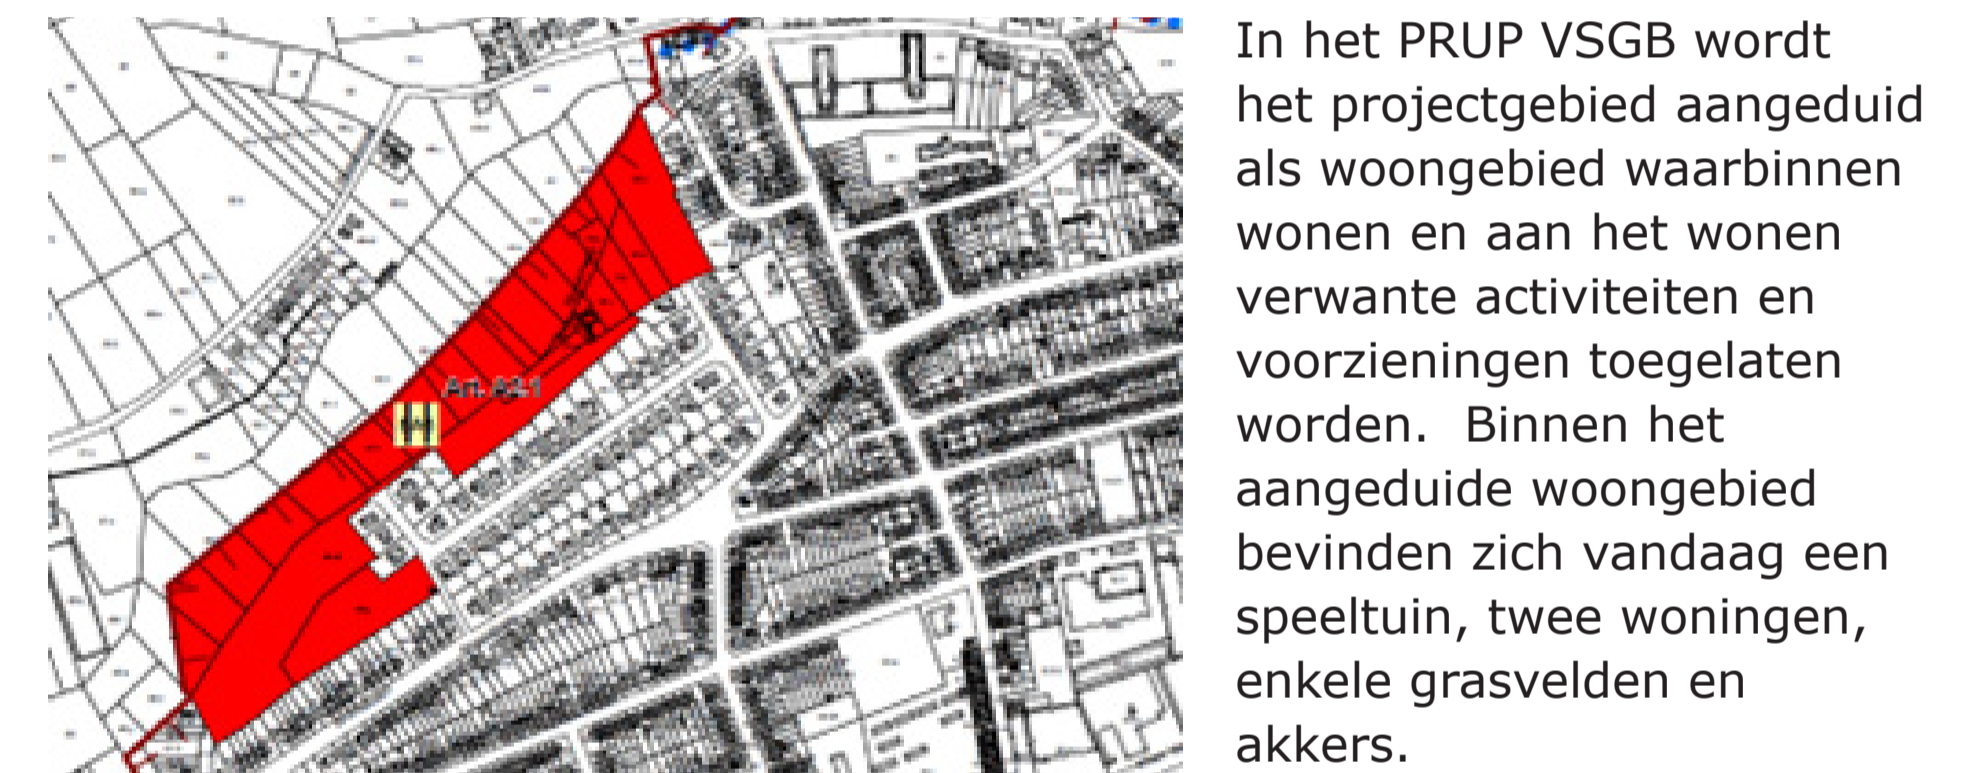 In het PRUP VSGB wordt
het projectgebied aangeduid
als woongebied waarbinnen
wonen en aan het wonen
verwante activiteiten en
voorzieningen toegelaten
worden.  Binnen het
aangeduide woongebied
bevinden zich vandaag een
speeltuin, twee woningen,
enkele grasvelden en
akkers.